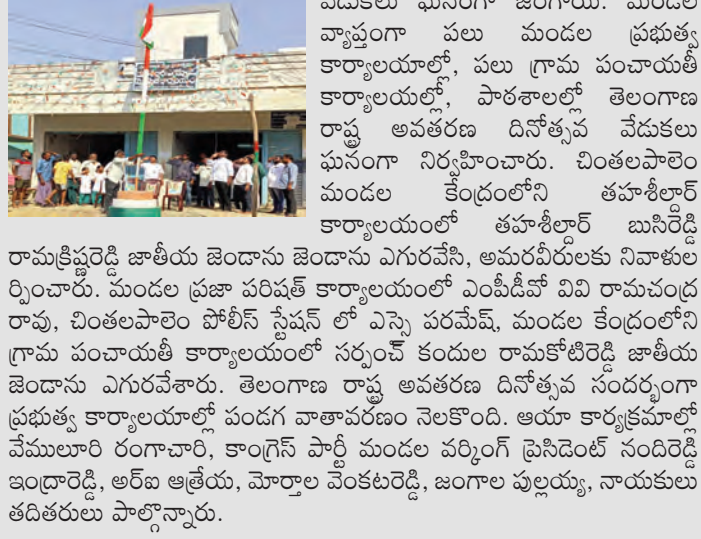 వేడుకలు ఘనంగా జరిగాయి. మండల
వ్యాప్తంగా పలు మండల ప్రభుత్వ
కార్యాలయాల్లో, పలు గ్రామ పంచాయతీ
కార్యాలయల్లో, పాఠశాలల్లో తెలంగాణ
రాష్ట్ర అవతరణ దినోత్సవ వేడుకలు
ఘనంగా నిర్వహించారు. చింతలపాలెం
మండల కేంద్రంలోని తహశీల్దార్
కార్యాలయంలో తహశీల్దార్ బుసిరెడ్డి
రామక్రిష్ణరెడ్డి జాతీయ జెండాను జెండాను ఎగురవేసి, అమరవీరులకు నివాళుల
ర్పించారు. మండల ప్రజా పరిషత్ కార్యాలయంలో ఎంపీడీవో వివి రామచంద్ర
రావు, చింతలపాలెం పోలీస్ స్టేషన్ లో ఎస్సై పరమేష్, మండల కేంద్రంలోని
గ్రామ పంచాయతీ కార్యాలయంలో సర్పంచ్ కందుల రామకోటిరెడ్డి జాతీయ
జెండాను ఎగురవేశారు. తెలంగాణ రాష్ట్ర అవతరణ దినోత్సవ సందర్భంగా
ప్రభుత్వ కార్యాలయాల్లో పండగ వాతావరణం నెలకొంది. ఆయా కార్యక్రమాల్లో
వేములూరి రంగాచారి, కాంగ్రెస్ పార్టీ మండల వర్కింగ్ ప్రెసిడెంట్ నందిరెడ్డి
ఇంద్రారెడ్డి, అర్ఐ ఆత్రేయ, మోర్తాల వెంకటరెడ్డి, జంగాల పుల్లయ్య, నాయకులు
తదితరులు పాల్గొన్నారు.